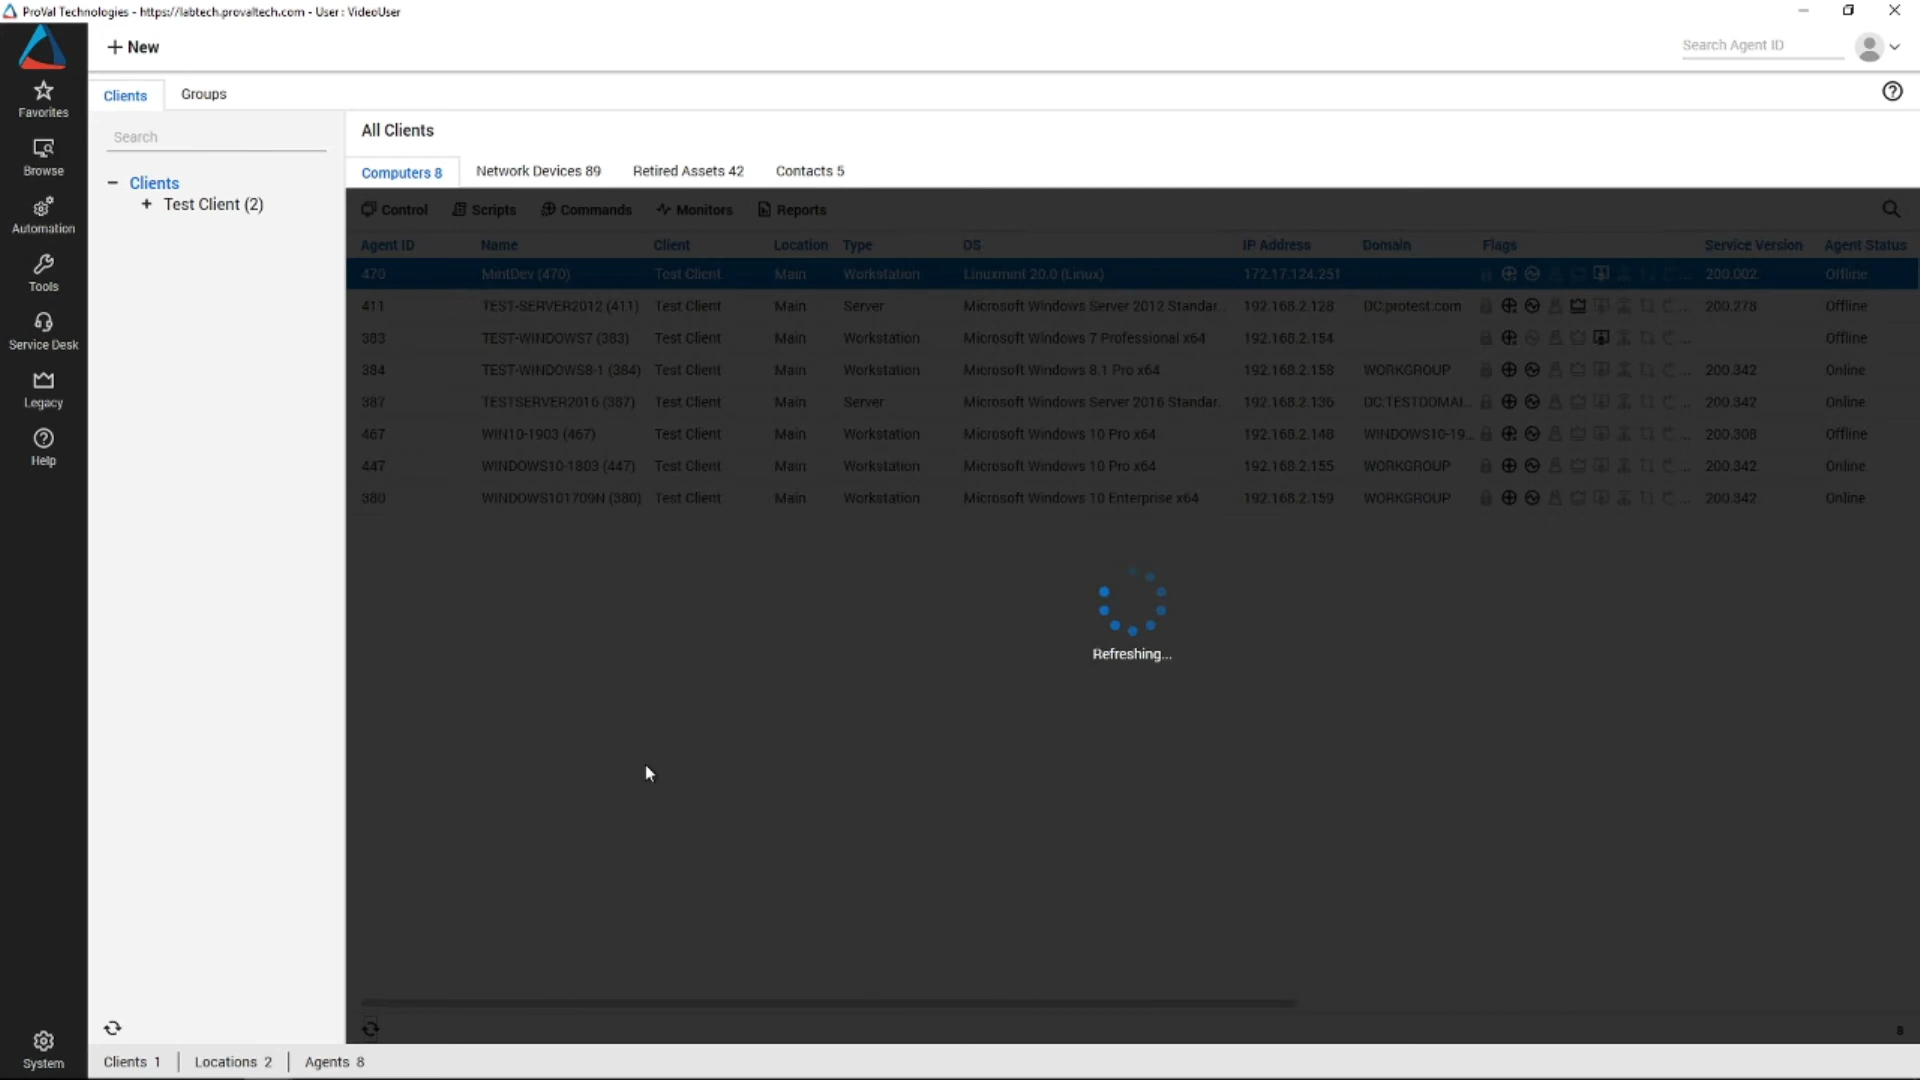 ProVal Technologies - https://labtech.provaltech.com - User: VideoUser
+ New
Search Agent ID
Favorites
Browse
Automation
Tools
Service Desk
Legacy
Help
System
Clients Groups
Search
Clients
Test Client (2)
All Clients
Computers 8 Network Devices 89 Retired Assets 42 Contacts 5
Control Scripts Commands Monitors Reports
Agent ID Name Client Location Type OS IP Address Domain Flags Service Version Agent Status
470 MintDev (470) Test Client Main Workstation Linuxmint 20.0 (Linux) 172.17.124.251 ... 200.002 Offline
411 TEST-SERVER2012 (411) Test Client Main Server Microsoft Windows Server 2012 Standar... 192.168.2.128 DC:protest.com ... 200.278 Offline
383 TEST-WINDOWS7 (383) Test Client Main Workstation Microsoft Windows 7 Professional x64 192.168.2.154 ... Offline
384 TEST-WINDOWS8-1 (384) Test Client Main Workstation Microsoft Windows 8.1 Pro x64 192.168.2.158 WORKGROUP ... 200.342 Online
387 TESTSERVER2016 (387) Test Client Main Server Microsoft Windows Server 2016 Standar... 192.168.2.136 DC:TESTDOMAI... ... 200.342 Online
467 WIN10-1903 (467) Test Client Main Workstation Microsoft Windows 10 Pro x64 192.168.2.148 WINDOWS10-19... ... 200.308 Offline
447 WINDOWS10-1803 (447) Test Client Main Workstation Microsoft Windows 10 Pro x64 192.168.2.155 WORKGROUP ... 200.342 Online
380 WINDOWS101709N (380) Test Client Main Workstation Microsoft Windows 10 Enterprise x64 192.168.2.159 WORKGROUP ... 200.342 Online
Refreshing...
8
Clients 1 | Locations 2 | Agents 8